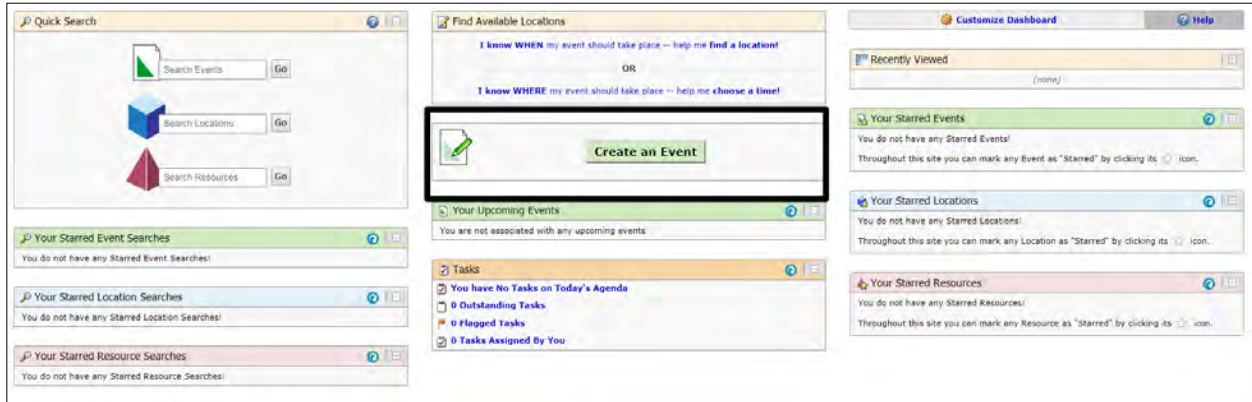 Quick Search
Search Events Go
Search Locations Go
Search Resources Go
Your Starred Event Searches
You do not have any Starred Event Searches!
Your Starred Location Searches
You do not have any Starred Location Searches!
Your Starred Resource Searches
You do not have any Starred Resource Searches!
Find Available Locations
I know WHEN my event should take place -- help me find a location!
OR
I know WHERE my event should take place -- help me choose a time!
Create an Event
Your Upcoming Events
You are not associated with any upcoming events
Tasks
You have No Tasks on Today's Agenda
0 Outstanding Tasks
0 Flagged Tasks
0 Tasks Assigned By You
Customize Dashboard Help
Recently Viewed
(none)
Your Starred Events
You do not have any Starred Events!
Throughout this site you can mark any Event as "Starred" by clicking its icon.
Your Starred Locations
You do not have any Starred Locations!
Throughout this site you can mark any Location as "Starred" by clicking its icon.
Your Starred Resources
You do not have any Starred Resources!
Throughout this site you can mark any Resource as "Starred" by clicking its icon.